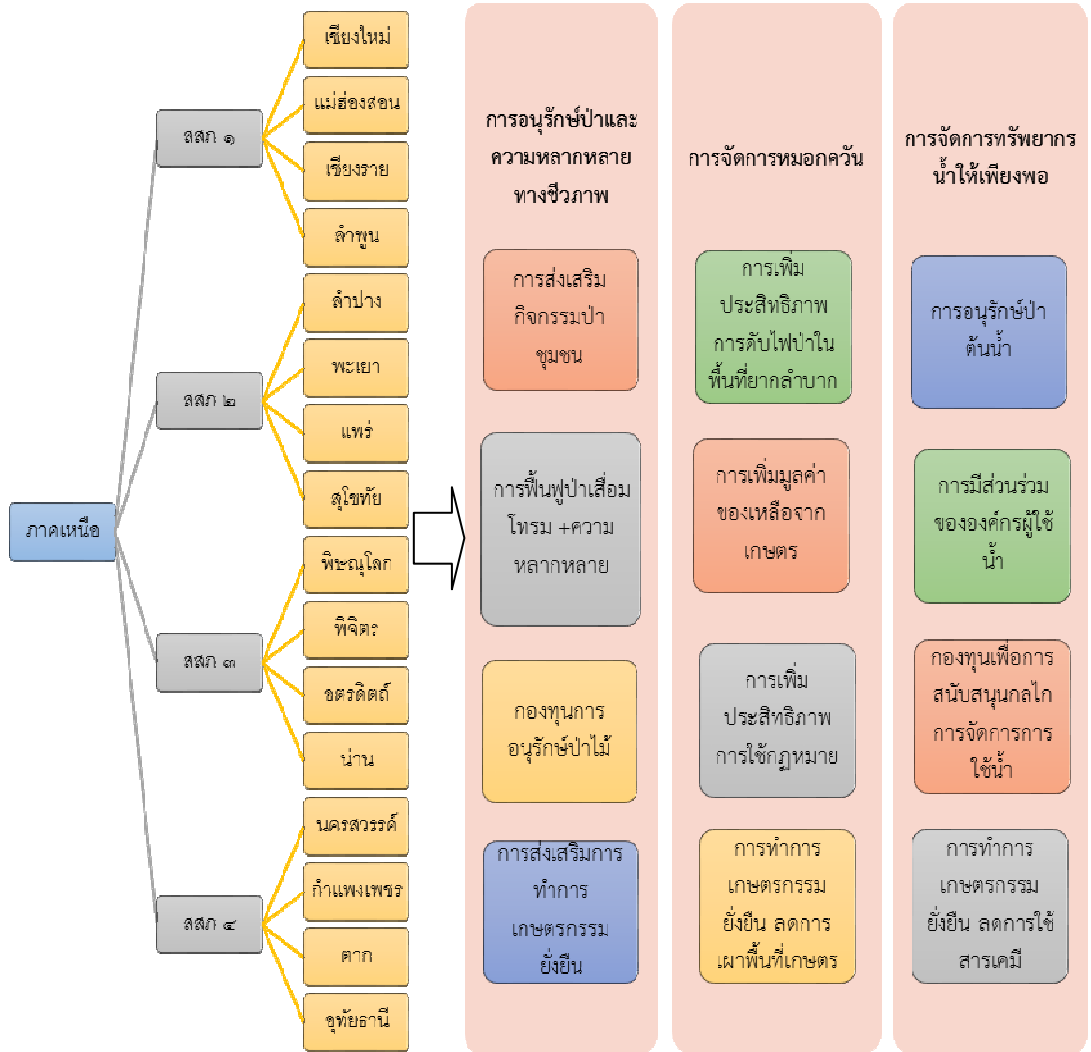 ภาคเหนือ
สสภ ๑
เชียงใหม่
แม่ฮ่องสอน
เชียงราย
ลำพูน
สสภ ๒
ลำปาง
พะเยา
แพร่
สุโขทัย
สสภ ๓
พิษณุโลก
พิจิตร
อตรดิตถ์
น่าน
สสภ ๔
นครสวรรค์
กำแพงเพชร
ตาก
อุทัยธานี
การอนุรักษ์ป่าและ
ความหลากหลาย
ทางชีวภาพ
การส่งเสริม
กิจกรรมป่า
ชุมชน
การฟื้นฟูป่าเสื่อม
โทรม +ความ
หลากหลาย
กองทุนการ
อนุรักษ์ป่าไม้
การส่งเสริมการ
ทำการ
เกษตรกรรม
ยั่งยืน
การจัดการหมอกควัน
การเพิ่ม
ประสิทธิภาพ
การดับไฟป่าใน
พื้นที่ยากลำบาก
การเพิ่มมูลค่า
ของเหลือจาก
เกษตร
การเพิ่ม
ประสิทธิภาพ
การใช้กฎหมาย
การทำการ
เกษตรกรรม
ยั่งยืน ลดการ
เผาพื้นที่เกษตร
การจัดการทรัพยากร
น้ำให้เพียงพอ
การอนุรักษ์ป่า
ต้นน้ำ
การมีส่วนร่วม
ขององค์กรผู้ใช้
น้ำ
กองทุนเพื่อการ
สนับสนุนกลไก
การจัดการการ
ใช้น้ำ
การทำการ
เกษตรกรรม
ยั่งยืน ลดการใช้
สารเคมี